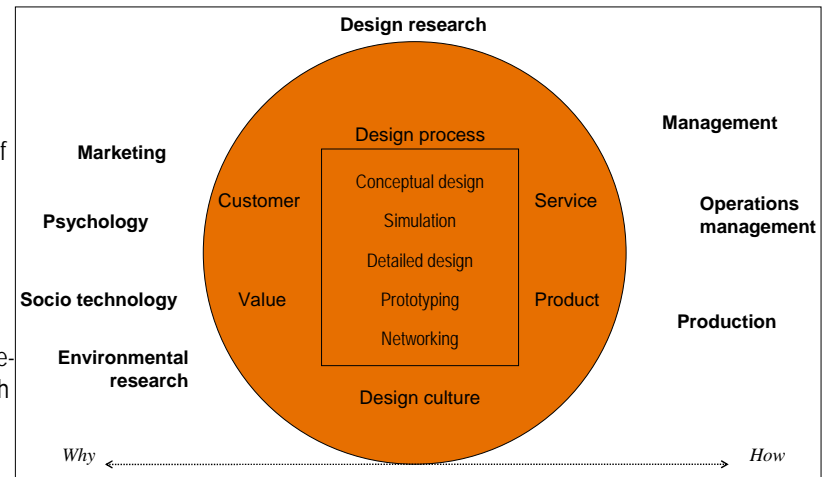 Design research
Management
Design process
Marketing
of
Conceptual design
Customer
Service
Operations
management
Psychology
Simulation
Detailed design
Socio technology
Value
Prototyping
Product
Production
Networking
Environmental
research
e-
h
Design culture
Why
How